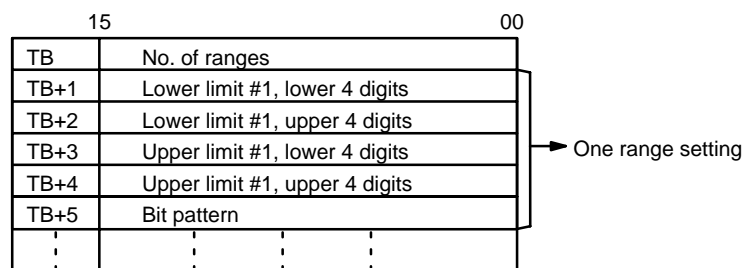 15 00
TB No. of ranges
TB+1 Lower limit #1, lower 4 digits
TB+2 Lower limit #1, upper 4 digits
TB+3 Upper limit #1, lower 4 digits
One range setting
TB+4 Upper limit #1, upper 4 digits
TB+5 Bit pattern